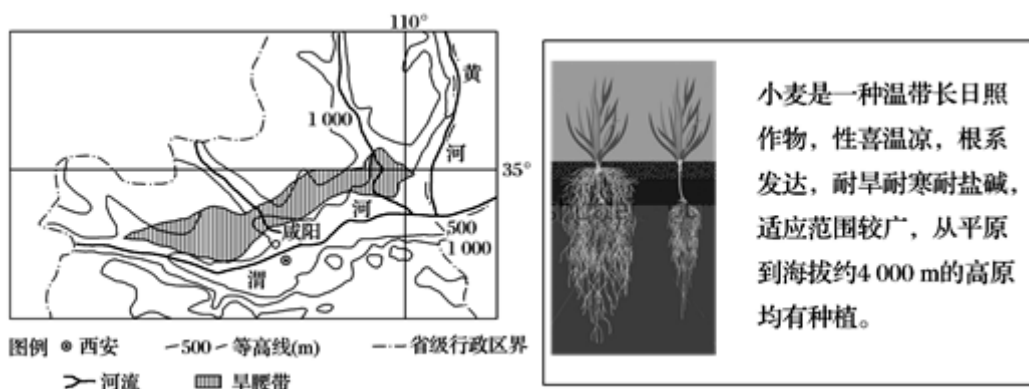 110°
黄
1 000
河
35°
河
咸阳
500
1 000
渭
图例 西安 500 等高线(m) 省级行政区界
河流 旱腰带
小麦是一种温带长日照
作物，性喜温凉，根系
发达，耐旱耐寒耐盐碱，
适应范围较广，从平原
到海拔约4 000 m的高原
均有种植。